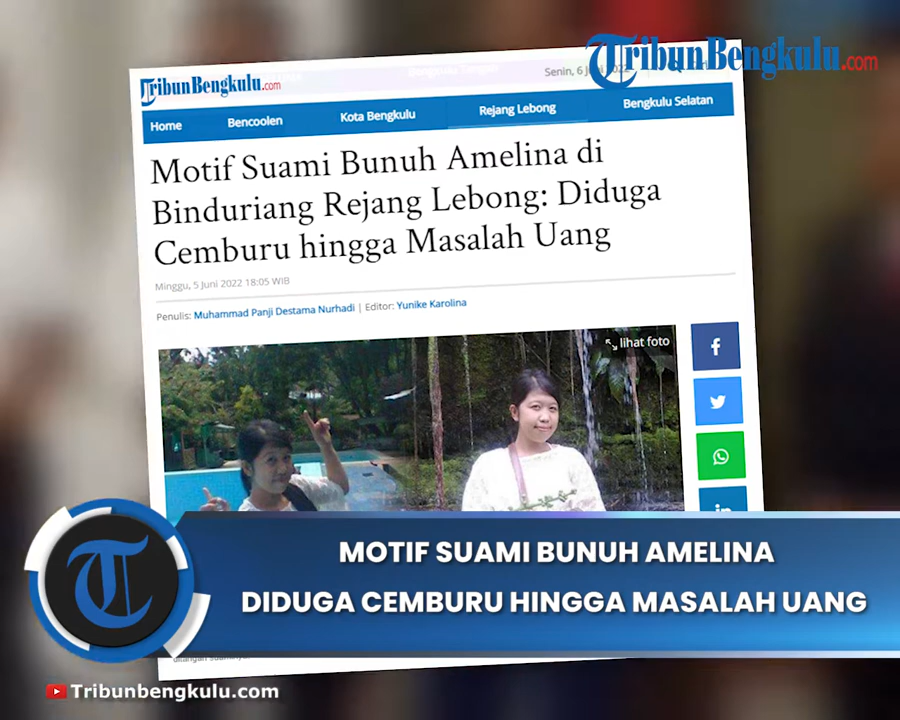 TribunBengkulu.com
TribunBengkulu.com
Senin, 6
Home Bencoolen Kota Bengkulu Rejang Lebong Bengkulu Selatan
Motif Suami Bunuh Amelina di
Binduriang Rejang Lebong: Diduga
Cemburu hingga Masalah Uang
Minggu, 5 Juni 2022 18:05 WIB
Penulis: Muhammad Panji Destama Nurhadi | Editor: Yunike Karolina
lihat foto
MOTIF SUAMI BUNUH AMELINA
DIDUGA CEMBURU HINGGA MASALAH UANG
Tribunbengkulu.com